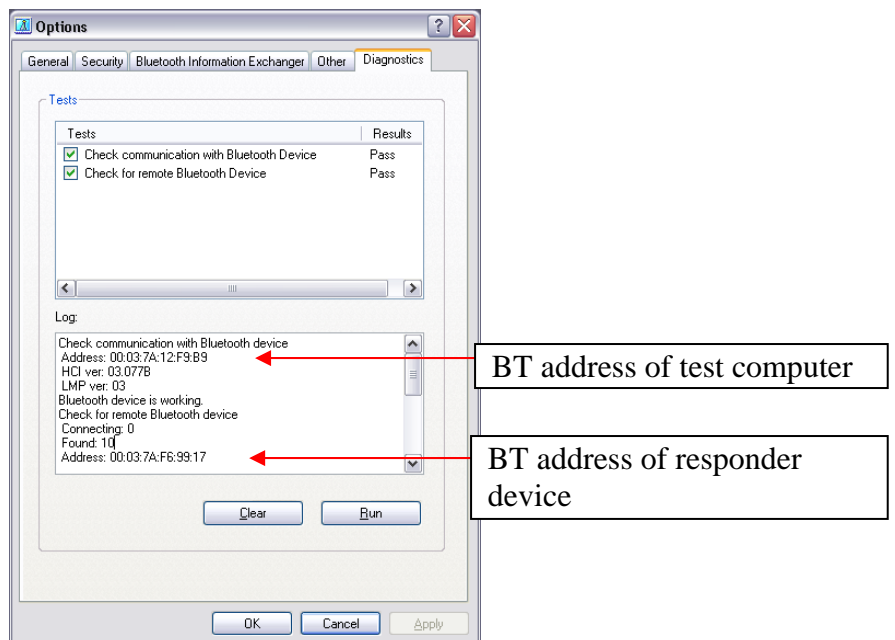 Options
General Security Bluetooth Information Exchanger Other Diagnostics
Tests
Tests Results
Check communication with Bluetooth Device Pass
Check for remote Bluetooth Device Pass
Log:
Check communication with Bluetooth device
Address: 00:03:7A:12:F9:B9
HCI ver: 03.077B
LMP ver: 03
Bluetooth device is working.
Check for remote Bluetooth device
Connecting: 0
Found: 10
Address: 00:03:7A:F6:99:17
BT address of test computer
BT address of responder
device
Clear Run
OK Cancel Apply